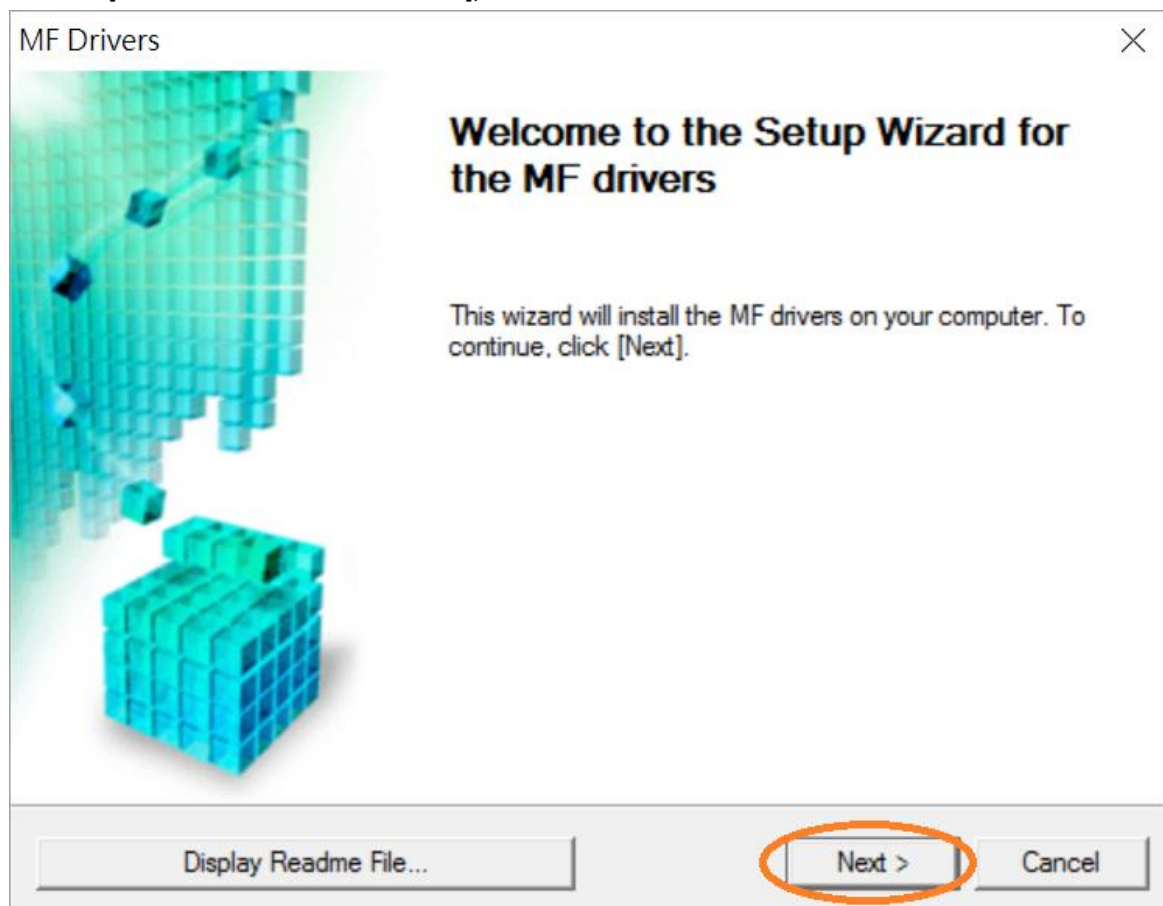 MF Drivers
Welcome to the Setup Wizard for
the MF drivers
This wizard will install the MF drivers on your computer. To
continue, click [Next].
Display Readme File...
Next >
Cancel